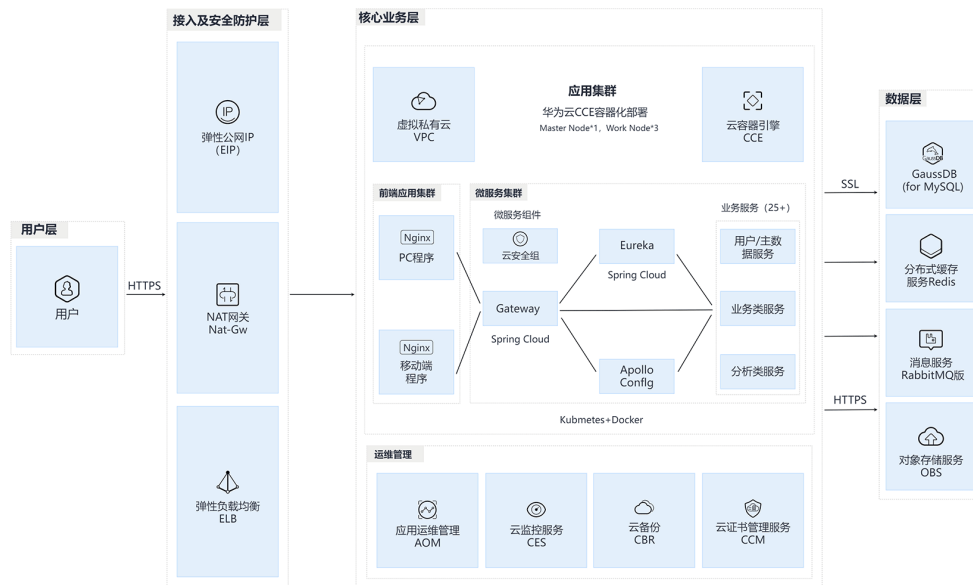 用户层
用户
HTTPS
接入及安全防护层
IP
弹性公网IP
(EIP)
NAT网关
Nat-Gw
弹性负载均衡
ELB
核心业务层
虚拟私有云
VPC
应用集群
华为云CCE容器化部署
Master Node*1，Work Node*3
云容器引擎
CCE
前端应用集群
Nginx
PC程序
Nginx
移动端
程序
微服务集群
微服务组件
云安全组
Gateway
Spring Cloud
Eureka
Spring Cloud
Apollo
Conflg
业务服务（25+）
用户/主数
据服务
业务类服务
分析类服务
Kubmetes+Docker
运维管理
应用运维管理
AOM
云监控服务
CES
云备份
CBR
云证书管理服务
CCM
SSL
HTTPS
数据层
GaussDB
GaussDB
(for MySQL)
分布式缓存
服务Redis
消息服务
RabbitMQ版
对象存储服务
OBS